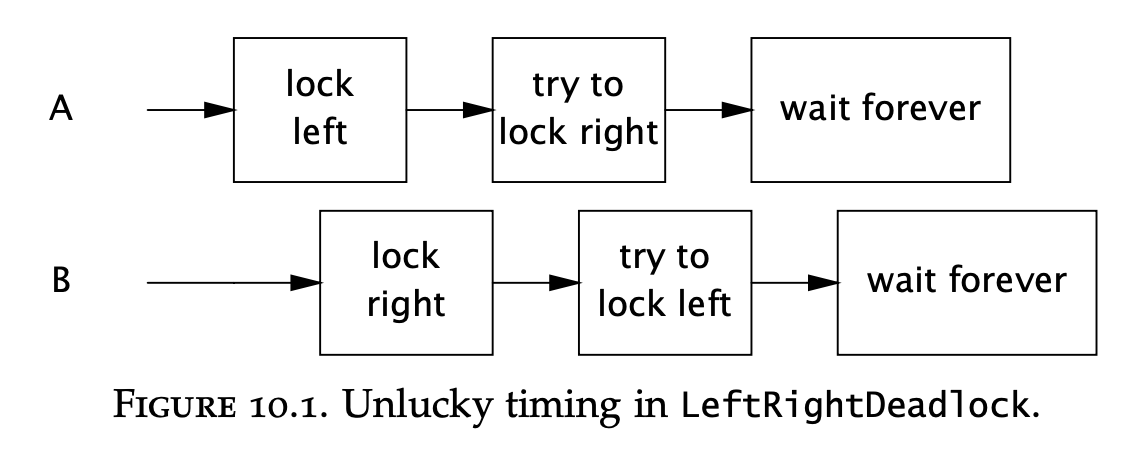 A
lock
left
try to
lock right
wait forever
B
lock
right
try to
lock left
wait forever
Figure 10.1. Unlucky timing in LeftRightDeadlock.